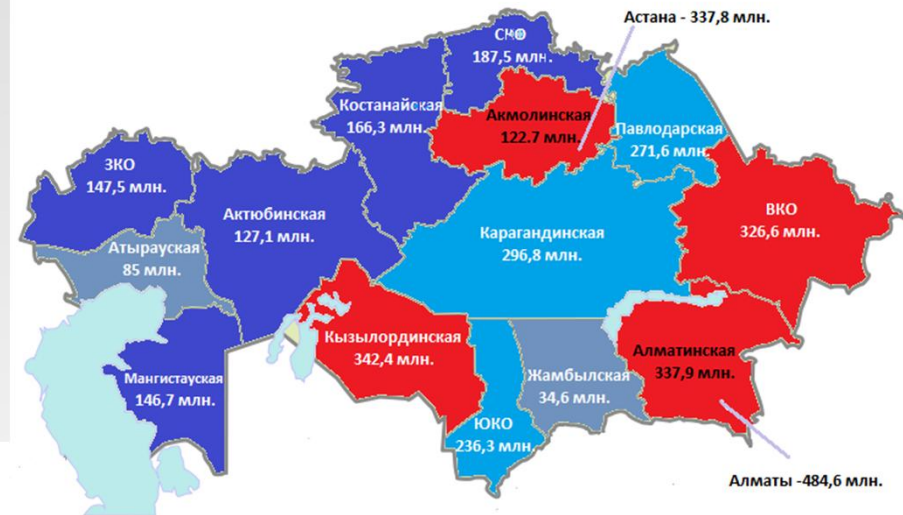 Астана - 337,8 млн.
СКО
187,5 млн.
Костанайская
166,3 млн.
Акмолинская
122.7 млн.
Павлодарская
271,6 млн.
ЗКО
147,5 млн.
Актюбинская
127,1 млн.
ВКО
326,6 млн.
Атырауская
85 млн.
Карагандинская
296,8 млн.
Кызылординская
342,4 млн.
Алматинская
337,9 млн.
Мангистауская
146,7 млн.
Жамбылская
34,6 млн.
ЮКО
236,3 млн.
Алматы -484,6 млн.